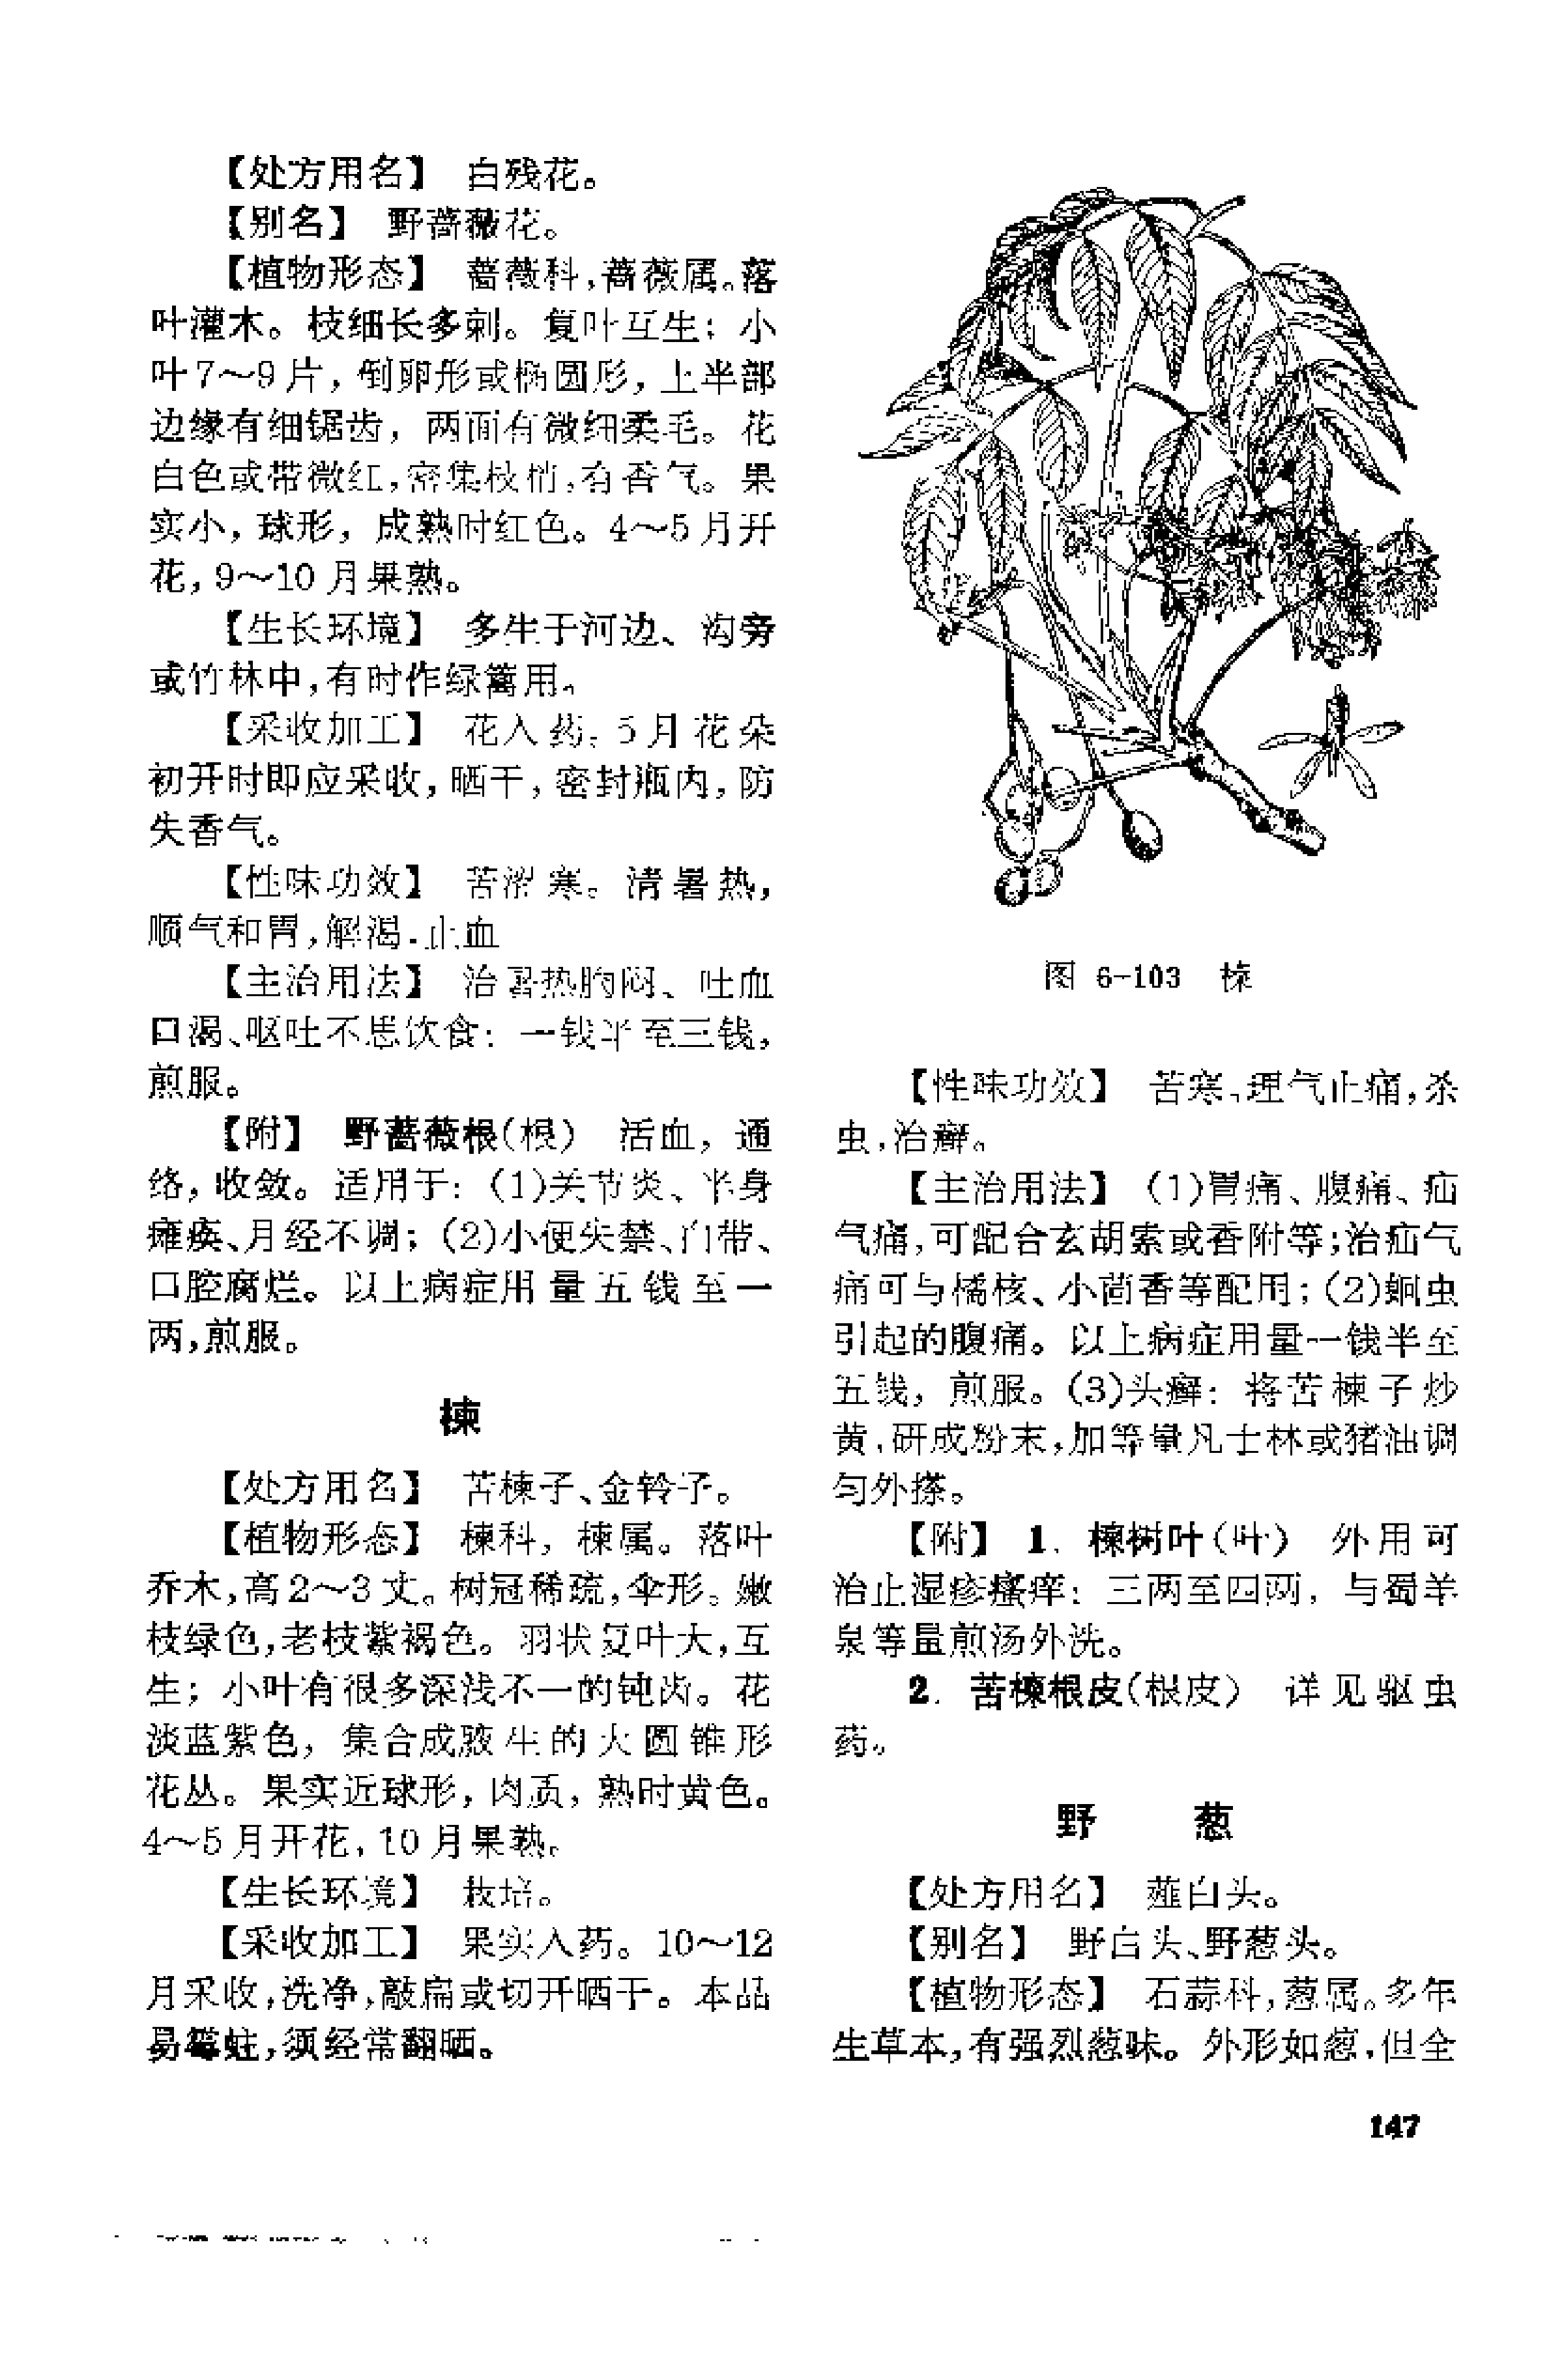 【处方用名】 白残花。
【别名】 野蔷薇花。
【植物形态】 蔷薇科,蔷薇属。落
叶灌木。枝细长多刺。复叶互生；小
叶7～9片，倒卵形或椭圆形，上半部
边缘有细锯齿，两面有微细柔毛。花
白色或带微红,密集枝梢,有香气。果
实小，球形，成熟时红色。4～5月开
花，9～10月果熟。
【生长环境】 多生于河边、沟旁
或竹林中,有时作绿篱用。
【采收加工】 花入药。5月花朵
初开时即应采收，晒干，密封瓶内，防
失香气。
【性味功效】 苦涩寒。清暑热，
顺气和胃,解渴.止血
【主治用法】 治暑热胸闷、吐血
口渴、呕吐不思饮食：一钱半至三钱，
煎服。
【附】 野蔷薇根(根) 活血，通
络，收敛。适用于：(1)关节炎、半身
瘫痪、月经不调；(2)小便失禁、白带、
口腔腐烂。以上病症用量五钱至一
两,煎服。
楝
【处方用名】 苦楝子、金铃子。
【植物形态】 楝科，楝属。落叶
乔木,高2～3丈。树冠稀疏,伞形。嫩
枝绿色,老枝紫褐色。羽状复叶大,互
生；小叶有很多深浅不一的钝齿。花
淡蓝紫色，集合成腋生的大圆锥形
花丛。果实近球形，肉质，熟时黄色。
4～5月开花，10月果熟。
【生长环境】 栽培。
【采收加工】 果实入药。10～12
月采收,洗净,敲扁或切开晒干。本品
易霉蛀,须经常翻晒。
图 6-103 楝
【性味功效】 苦寒,理气止痛,杀
虫,治癣。
【主治用法】 (1)胃痛、腹痛、疝
气痛,可配合玄胡索或香附等;治疝气
痛可与橘核、小茴香等配用；(2)蛔虫
引起的腹痛。以上病症用量一钱半至
五钱，煎服。(3)头癣：将苦楝子炒
黄,研成粉末,加等量凡士林或猪油调
匀外搽。
【附】 1. 楝树叶(叶) 外用可
治止湿疹瘙痒：三两至四两，与蜀羊
泉等量煎汤外洗。
2. 苦楝根皮(根皮) 详见驱虫
药。
野 葱
【处方用名】 薤白头。
【别名】 野白头、野葱头。
【植物形态】 石蒜科,葱属。多年
生草本,有强烈葱味。外形如葱,但全
147